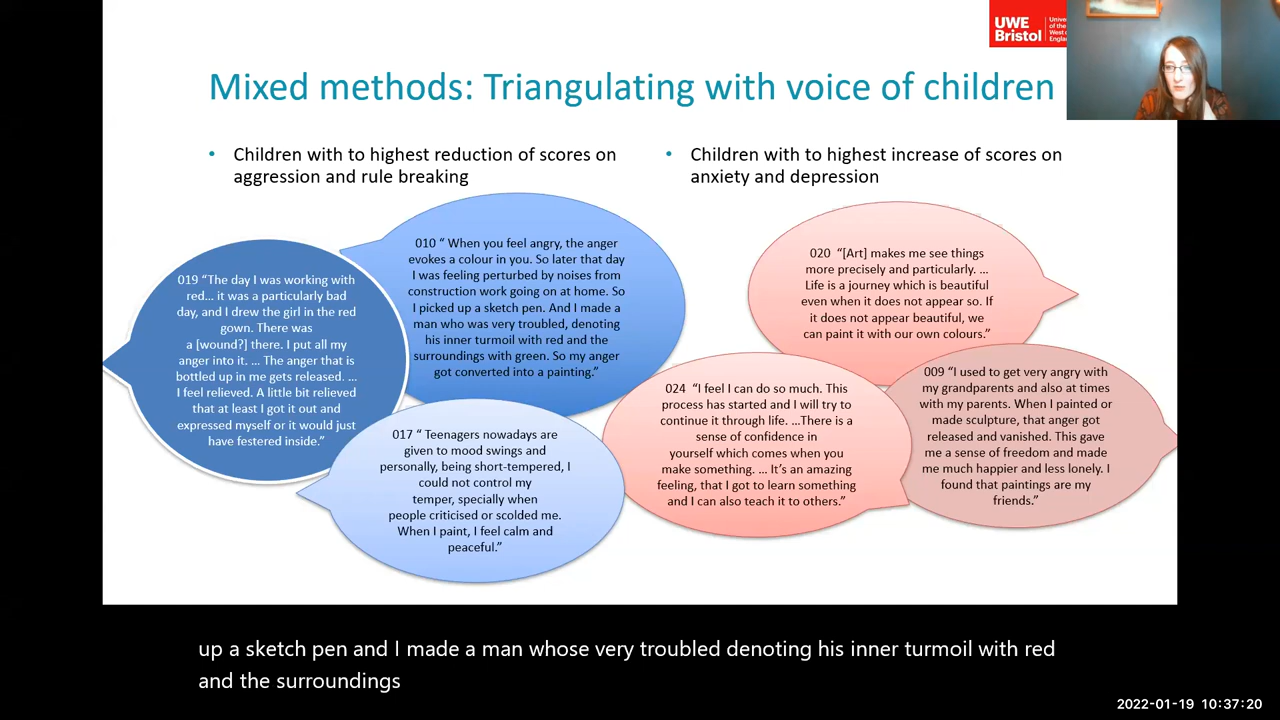 UWE
Bristol
Univer
of the
West o
Englan
Mixed methods: Triangulating with voice of children
• Children with to highest reduction of scores on
aggression and rule breaking
• Children with to highest increase of scores on
anxiety and depression
019 “The day I was working with
red... it was a particularly bad
day, and I drew the girl in the red
gown. There was
a [wound?] there. I put all my
anger into it. ... The anger that is
bottled up in me gets released. ...
I feel relieved. A little bit relieved
that at least I got it out and
expressed myself or it would just
have festered inside.”
010 “ When you feel angry, the anger
evokes a colour in you. So later that day
I was feeling perturbed by noises from
construction work going on at home. So
I picked up a sketch pen. And I made a
man who was very troubled, denoting
his inner turmoil with red and the
surroundings with green. So my anger
got converted into a painting.”
017 “ Teenagers nowadays are
given to mood swings and
personally, being short-tempered, I
could not control my
temper, specially when
people criticised or scolded me.
When I paint, I feel calm and
peaceful.”
020 “[Art] makes me see things
more precisely and particularly. ...
Life is a journey which is beautiful
even when it does not appear so. If
it does not appear beautiful, we
can paint it with our own colours.”
024 “I feel I can do so much. This
process has started and I will try to
continue it through life. ...There is a
sense of confidence in
yourself which comes when you
make something. ... It’s an amazing
feeling, that I got to learn something
and I can also teach it to others.”
009 “I used to get very angry with
my grandparents and also at times
with my parents. When I painted or
made sculpture, that anger got
released and vanished. This gave
me a sense of freedom and made
me much happier and less lonely. I
found that paintings are my
friends.”
up a sketch pen and I made a man whose very troubled denoting his inner turmoil with red
and the surroundings
2022-01-19 10:37:20